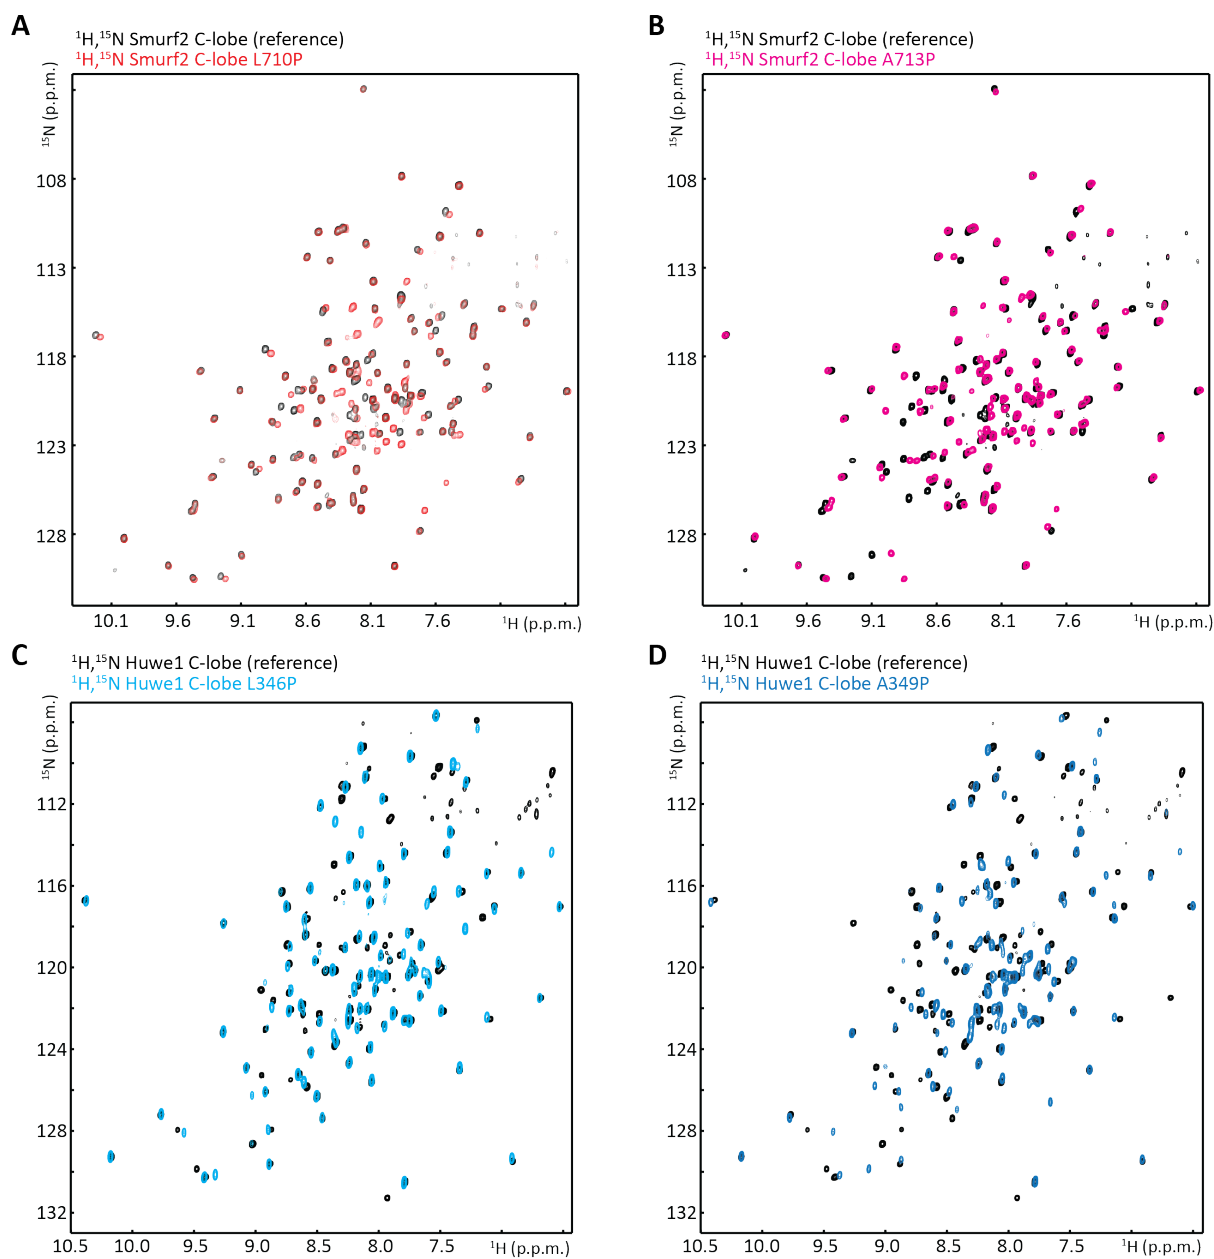 A
¹H,¹⁵N Smurf2 C-lobe (reference)
¹H,¹⁵N Smurf2 C-lobe L710P
¹⁵N (p.p.m.)
108
113
118
123
128
10.1 9.6 9.1 8.6 8.1 7.6 ¹H (p.p.m.)
B
¹H,¹⁵N Smurf2 C-lobe (reference)
¹H,¹⁵N Smurf2 C-lobe A713P
¹⁵N (p.p.m.)
108
113
118
123
128
10.1 9.6 9.1 8.6 8.1 7.6 ¹H (p.p.m.)
C
¹H,¹⁵N Huwe1 C-lobe (reference)
¹H,¹⁵N Huwe1 C-lobe L346P
¹⁵N (p.p.m.)
112
116
120
124
128
132
10.5 10.0 9.5 9.0 8.5 8.0 7.5 ¹H (p.p.m.)
D
¹H,¹⁵N Huwe1 C-lobe (reference)
¹H,¹⁵N Huwe1 C-lobe A349P
¹⁵N (p.p.m.)
112
116
120
124
128
132
10.5 10.0 9.5 9.0 8.5 8.0 7.5 ¹H (p.p.m.)